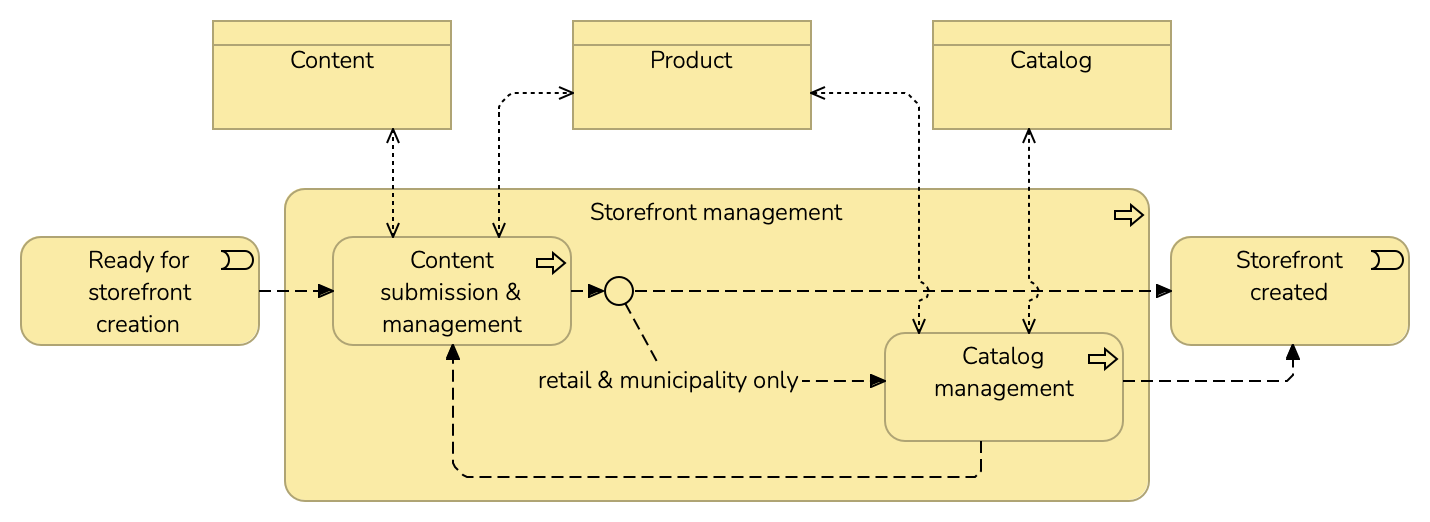 Content
Product
Catalog
Storefront management
Ready for
storefront
creation
Content
submission &
management
Storefront
created
retail & municipality only
Catalog
management